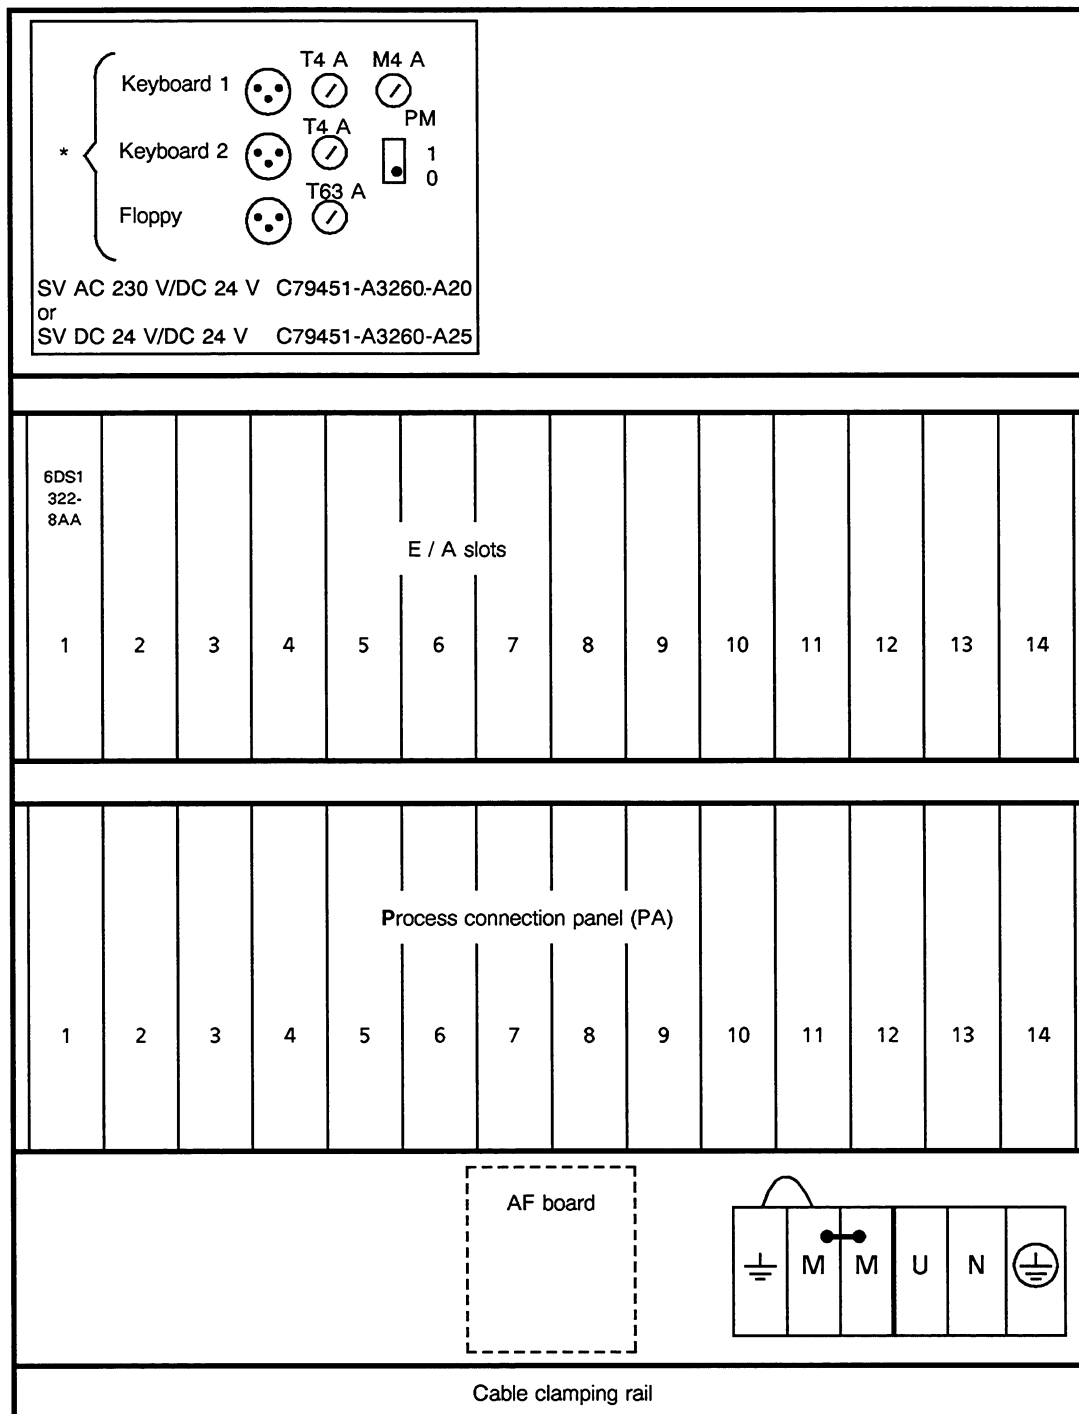 T4 A M4 A
Keyboard 1
PM
T4 A
* Keyboard 2 1
0
T63 A
Floppy
SV AC 230 V/DC 24 V C79451-A3260-A20
or
SV DC 24 V/DC 24 V C79451-A3260-A25
6DS1
322-
8AA
E / A slots
1 2 3 4 5 6 7 8 9 10 11 12 13 14
Process connection panel (PA)
1 2 3 4 5 6 7 8 9 10 11 12 13 14
AF board
M M U N
Cable clamping rail